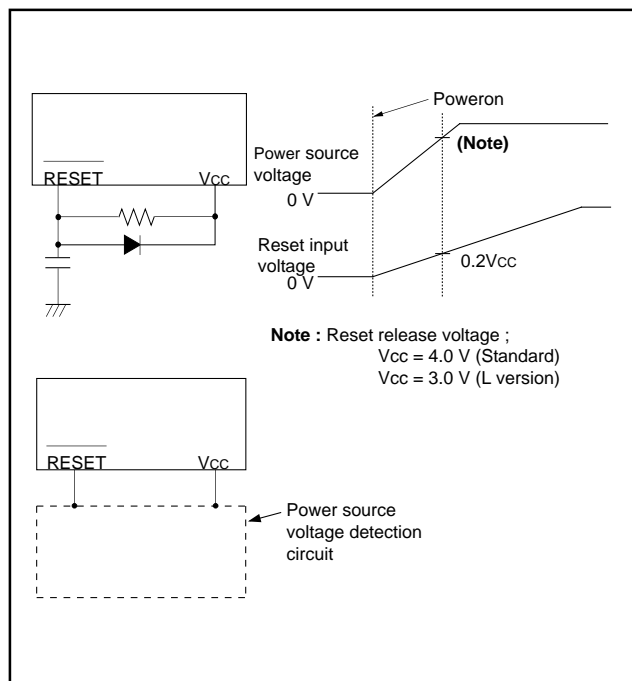 Poweron
(Note)
Power source
voltage
0 V
RESET
VCC
Reset input
voltage
0 V
0.2VCC
Note : Reset release voltage ;
Vcc = 4.0 V (Standard)
Vcc = 3.0 V (L version)
RESET
VCC
Power source
voltage detection
circuit